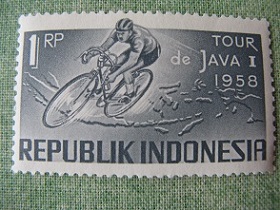 1 RP
TOUR
de JAVA I
1958
REPUBLIK INDONESIA